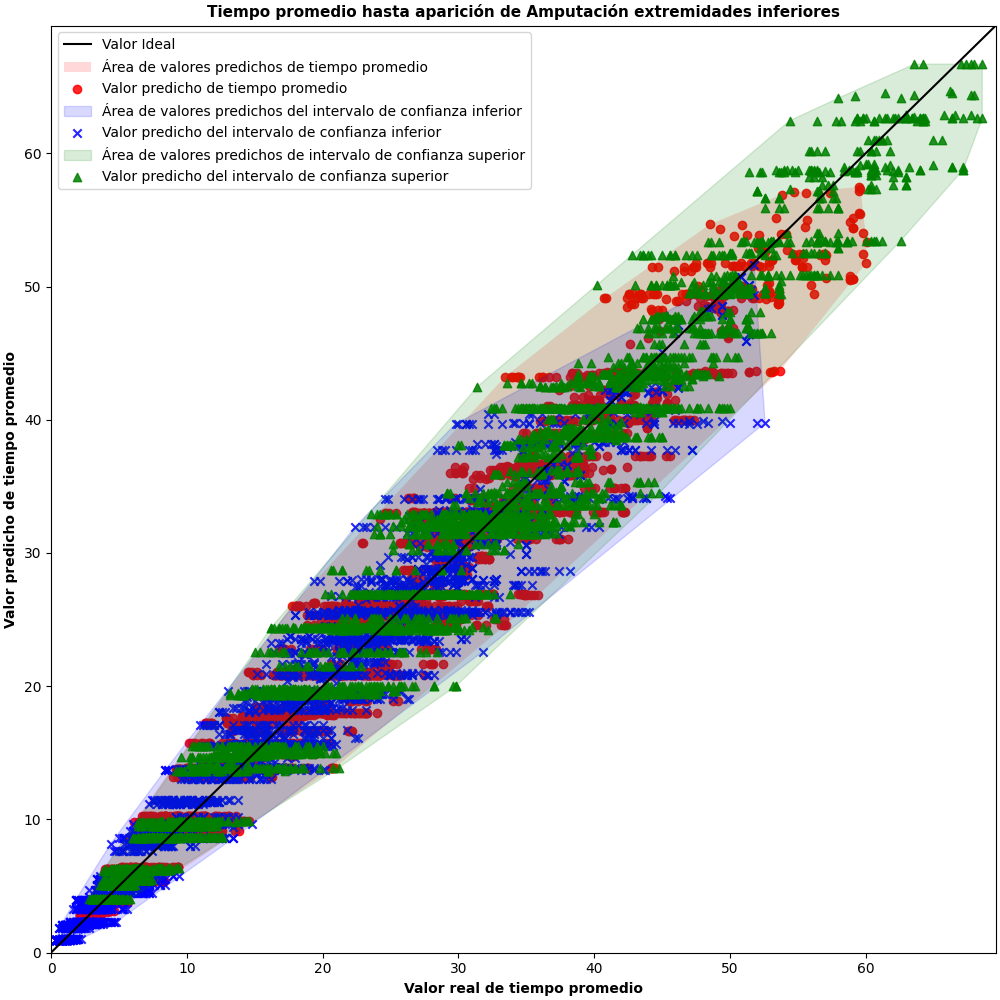 Tiempo promedio hasta aparición de Amputación extremidades inferiores
Valor Ideal
Área de valores predichos de tiempo promedio
Valor predicho de tiempo promedio
Área de valores predichos del intervalo de confianza inferior
Valor predicho del intervalo de confianza inferior
Área de valores predichos de intervalo de confianza superior
Valor predicho del intervalo de confianza superior
Valor predicho de tiempo promedio
60
50
40
30
20
10
0
0 10 20 30 40 50 60
Valor real de tiempo promedio